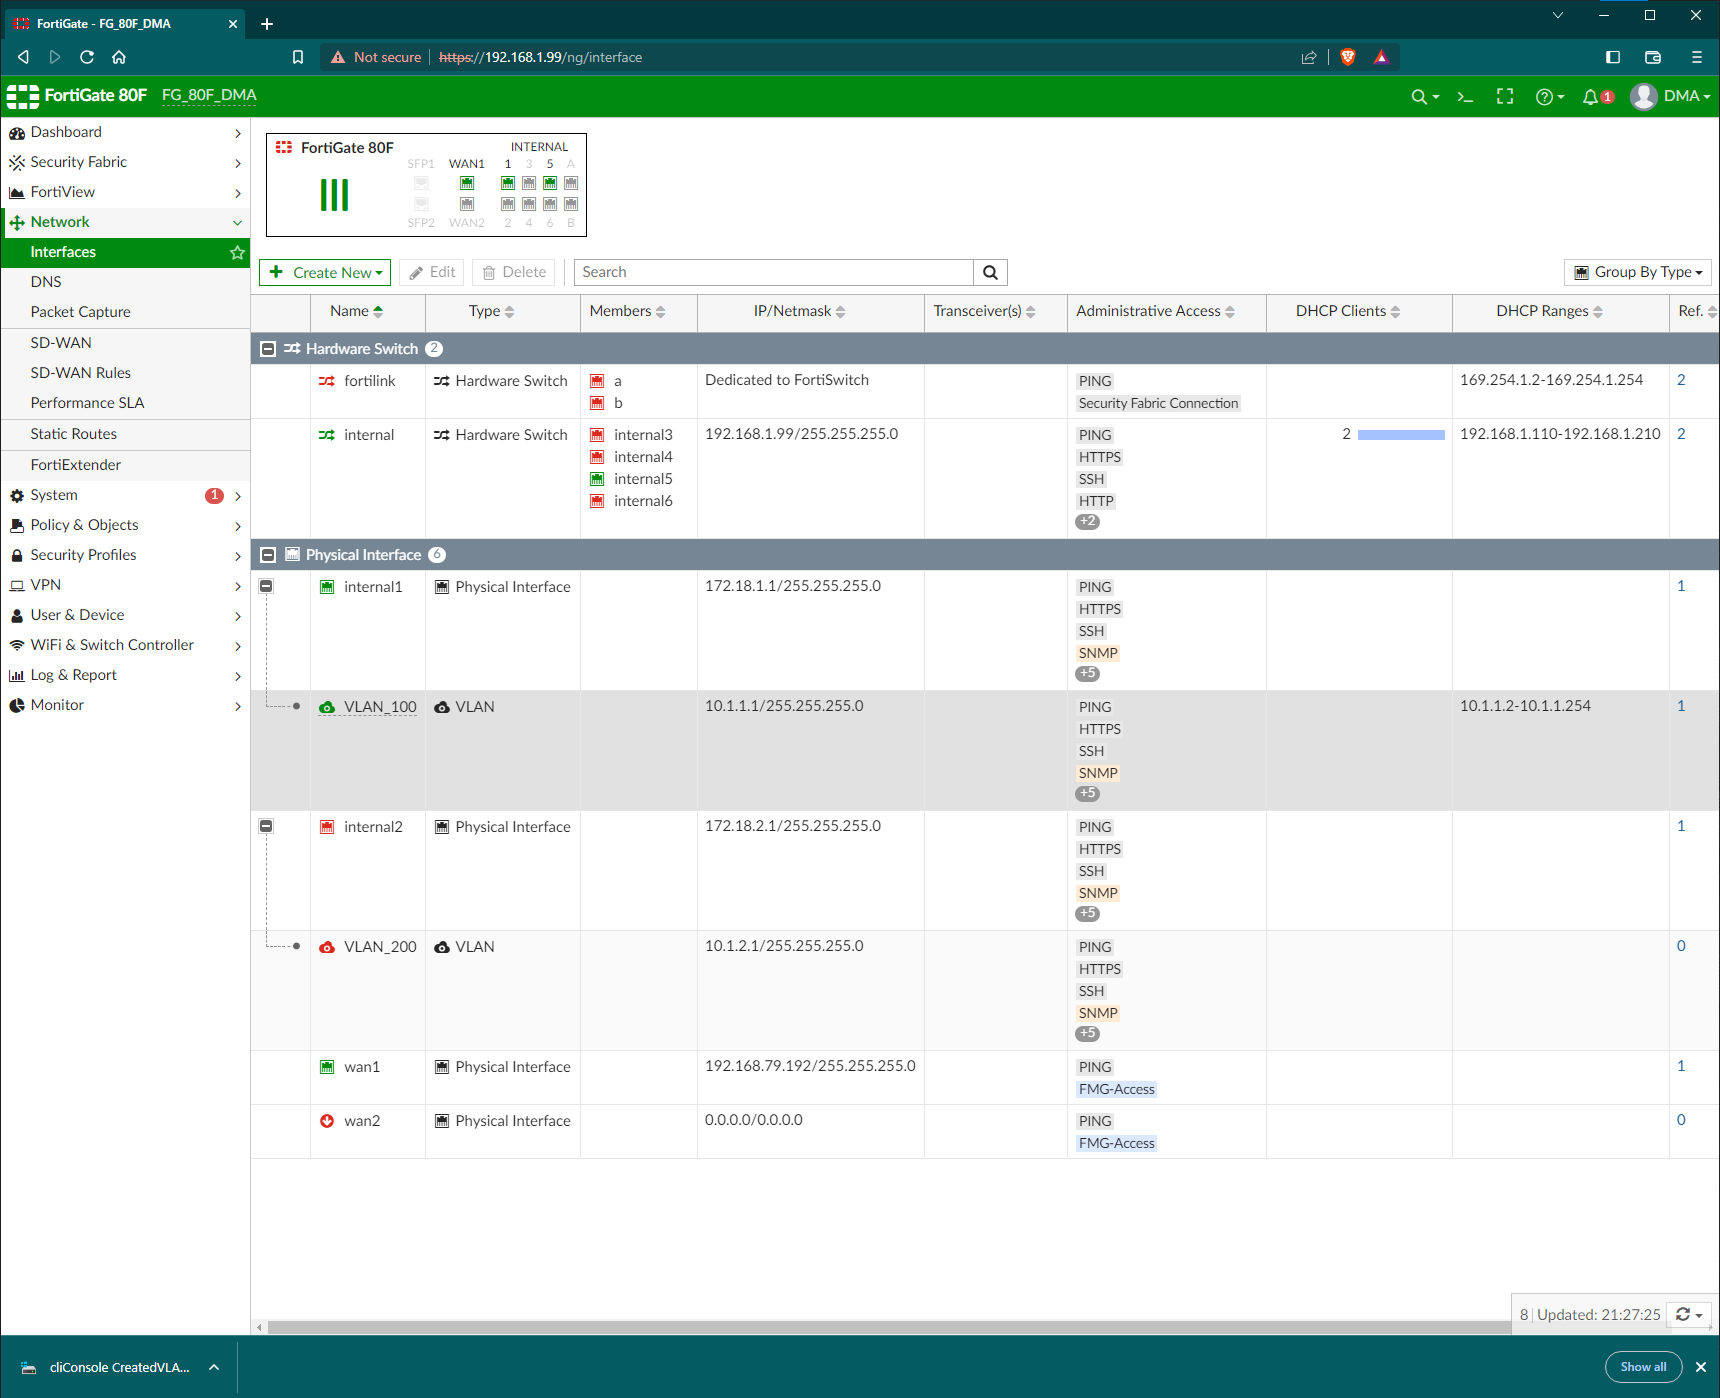 FortiGate - FG_80F_DMA
Not secure https://192.168.1.99/ng/interface
FortiGate 80F FG_80F_DMA
1
DMA
Dashboard
Security Fabric
FortiView
Network
Interfaces
DNS
Packet Capture
SD-WAN
SD-WAN Rules
Performance SLA
Static Routes
FortiExtender
System 1
Policy & Objects
Security Profiles
VPN
User & Device
WiFi & Switch Controller
Log & Report
Monitor
FortiGate 80F INTERNAL
SFP1 WAN1 1 3 5 A
SFP2 WAN2 2 4 6 B
Create New Edit Delete Search Group By Type
Name Type Members IP/Netmask Transceiver(s) Administrative Access DHCP Clients DHCP Ranges Ref.
Hardware Switch 2
fortilink Hardware Switch a Dedicated to FortiSwitch PING 169.254.1.2-169.254.1.254 2
b Security Fabric Connection
internal Hardware Switch internal3 192.168.1.99/255.255.255.0 PING 2 192.168.1.110-192.168.1.210 2
internal4 HTTPS
internal5 SSH
internal6 HTTP
+2
Physical Interface 6
internal1 Physical Interface 172.18.1.1/255.255.255.0 PING 1
HTTPS
SSH
SNMP
+5
VLAN_100 VLAN 10.1.1.1/255.255.255.0 PING 10.1.1.2-10.1.1.254 1
HTTPS
SSH
SNMP
+5
internal2 Physical Interface 172.18.2.1/255.255.255.0 PING 1
HTTPS
SSH
SNMP
+5
VLAN_200 VLAN 10.1.2.1/255.255.255.0 PING 0
HTTPS
SSH
SNMP
+5
wan1 Physical Interface 192.168.79.192/255.255.255.0 PING 1
FMG-Access
wan2 Physical Interface 0.0.0.0/0.0.0.0 PING 0
FMG-Access
8 Updated: 21:27:25
cliConsole CreatedVLA... Show all